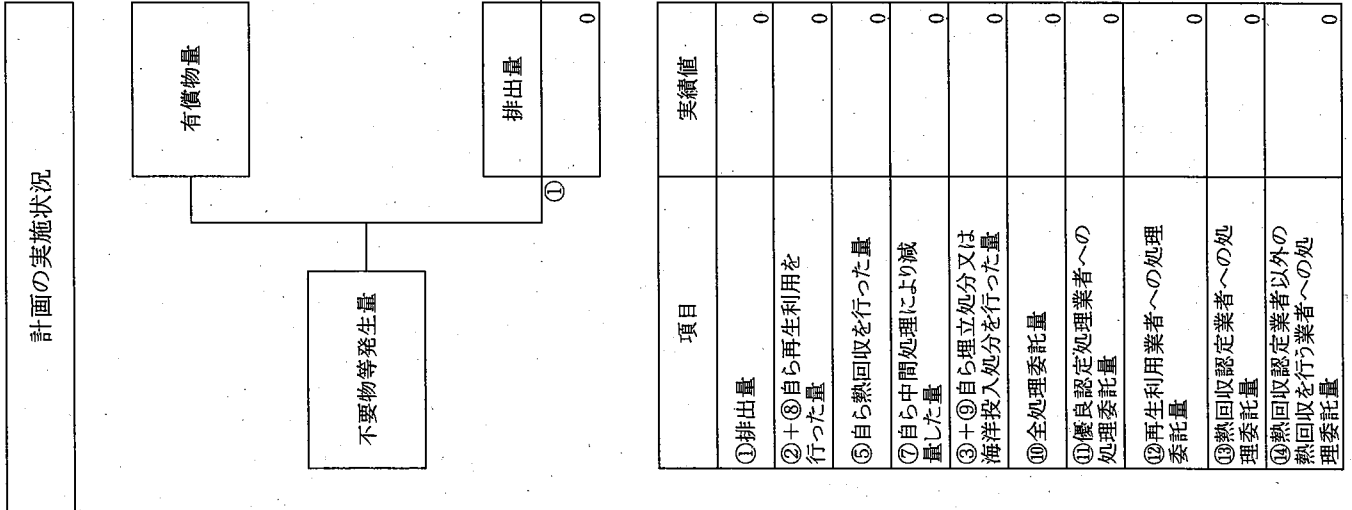 計画の実施状況
有償物量
不要物等発生量
排出量
①
0
項目
実績値
①排出量
0
②+⑧自ら再生利用を
行った量
0
⑤自ら熱回収を行った量
0
⑦自ら中間処理により減
量した量
0
③+⑨自ら埋立処分又は
海洋投入処分を行った量
0
⑩全処理委託量
0
⑪優良認定処理業者への
処理委託量
0
⑫再生利用業者への処理
委託量
0
⑬熱回収認定業者への処
理委託量
0
⑭熱回収認定業者以外の
熱回収を行う業者への処
理委託量
0